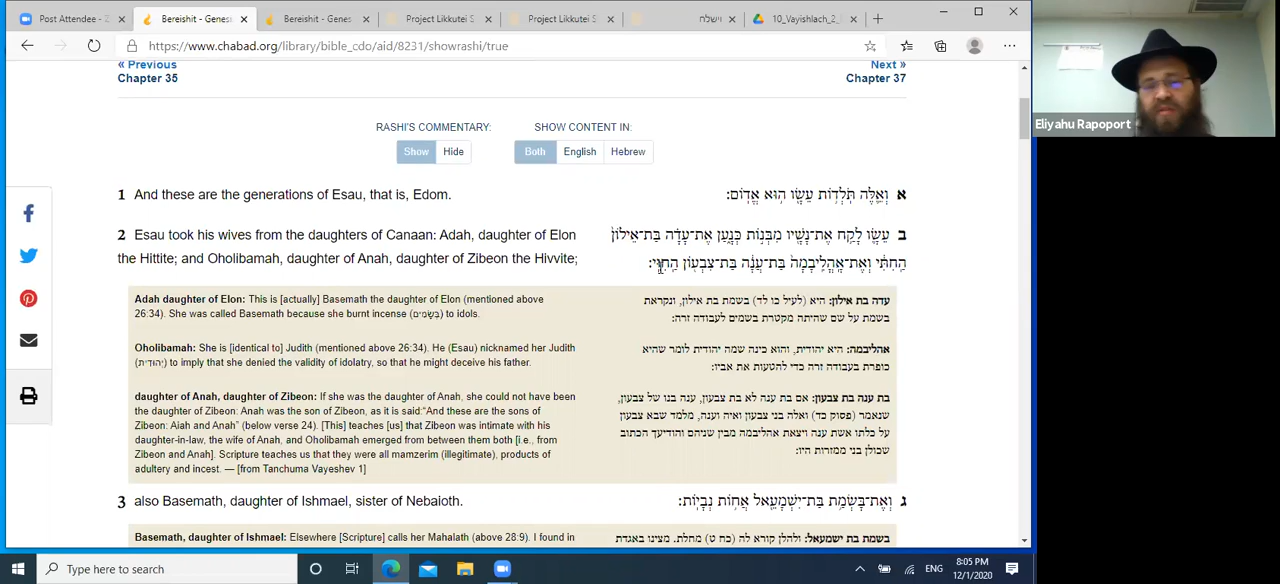 Post Attendee - Z
Bereishit - Genes
Bereishit - Genes
Project Likkutei S
Project Likkutei S
וישלח
10_Vayishlach_2_
https://www.chabad.org/library/bible_cdo/aid/8231/showrashi/true
Eliyahu Rapoport
« Previous
Chapter 35
Next »
Chapter 37
RASHI'S COMMENTARY:
Show Hide
SHOW CONTENT IN:
Both English Hebrew
1 And these are the generations of Esau, that is, Edom.
א וְאֵ֛לֶּה תֹּֽלְד֥וֹת עֵשָׂ֖ו ה֥וּא אֱדֽוֹם:
2 Esau took his wives from the daughters of Canaan: Adah, daughter of Elon
the Hittite; and Oholibamah, daughter of Anah, daughter of Zibeon the Hivvite;
ב עֵשָׂ֛ו לָקַ֥ח אֶת־נָשָׁ֖יו מִבְּנ֣וֹת כְּנָ֑עַן אֶת־עָדָ֗ה בַּת־אֵילוֹן֙
הַֽחִתִּ֔י וְאֶת־אָֽהֳלִֽיבָמָה֙ בַּת־עֲנָ֔ה בַּת־צִבְע֖וֹן הַֽחִוִּֽי:
Adah daughter of Elon: This is [actually] Basemath the daughter of Elon (mentioned above
26:34). She was called Basemath because she burnt incense (בְּשָׂמִים) to idols.
עדה בת אילון: היא (לעיל כו לד) בשמת בת אילון, ונקראת
בשמת על שם שהיתה מקטרת בשמים לעבודה זרה:
Oholibamah: She is [identical to] Judith (mentioned above 26:34). He (Esau) nicknamed her Judith
(יְהוּדִית) to imply that she denied the validity of idolatry, so that he might deceive his father.
אהליבמה: היא יהודית, והוא כינה שמה יהודית לומר שהיא
כופרת בעבודה זרה כדי להטעות את אביו:
daughter of Anah, daughter of Zibeon: If she was the daughter of Anah, she could not have been
the daughter of Zibeon: Anah was the son of Zibeon, as it is said:"And these are the sons of
Zibeon: Aiah and Anah" (below verse 24). [This] teaches [us] that Zibeon was intimate with his
daughter-in-law, the wife of Anah, and Oholibamah emerged from between them both [i.e., from
Zibeon and Anah]. Scripture teaches us that they were all mamzerim (illegitimate), products of
adultery and incest. — [from Tanchuma Vayeshev 1]
בת ענה בת צבעון: אם בת ענה לא בת צבעון, ענה בנו של צבעון,
שנאמר (פסוק כד) ואלה בני צבעון ואיה וענה, מלמד שבא צבעון
על כלתו אשת ענה ויצאת אהליבמה מבין שניהם והודיעך הכתוב
שכולן בני ממזרות היו:
3 also Basemath, daughter of Ishmael, sister of Nebaioth.
ג וְאֶת־בָּשְׂמַ֥ת בַּת־יִשְׁמָעֵ֖אל אֲח֥וֹת נְבָיֽוֹת:
Basemath, daughter of Ishmael: Elsewhere [Scripture] calls her Mahalath (above 28:9). I found in
בשמת בת ישמעאל: ולהלן קורא לה (כח ט) מחלת. מצינו באגדת
Type here to search
ENG
8:05 PM
12/1/2020